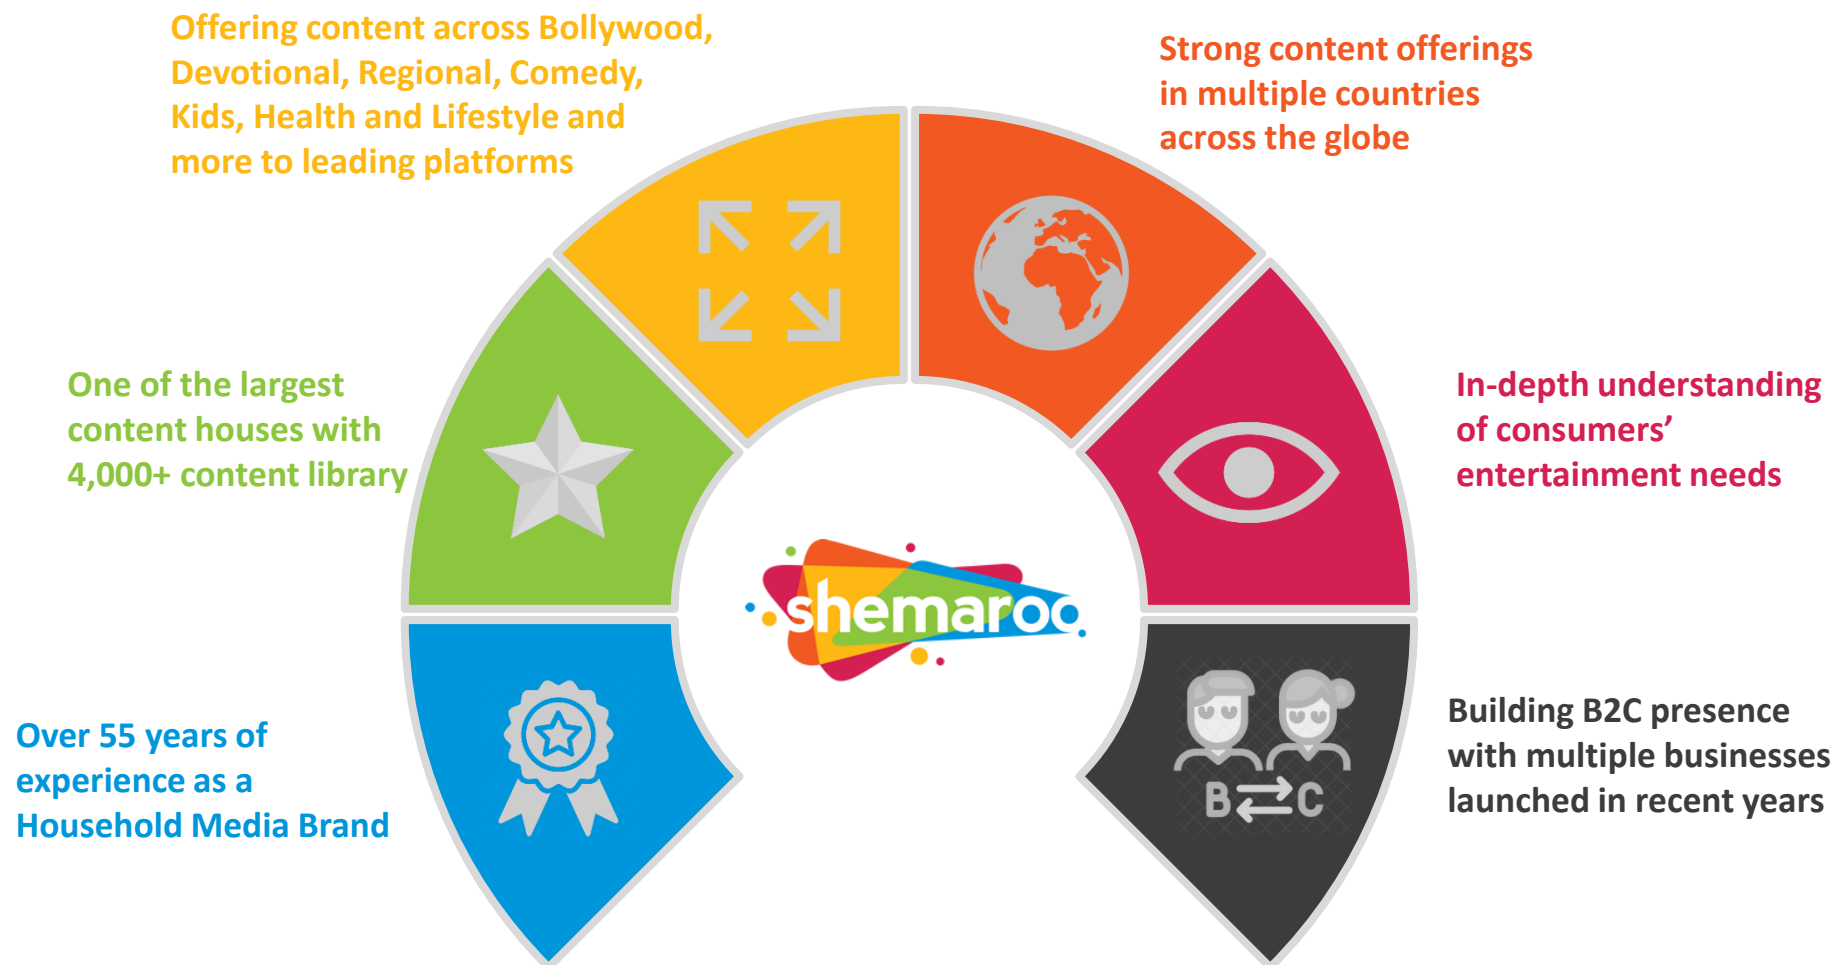 Offering content across Bollywood,
Devotional, Regional, Comedy,
Kids, Health and Lifestyle and
more to leading platforms
Strong content offerings
in multiple countries
across the globe
One of the largest
content houses with
4,000+ content library
In-depth understanding
of consumers’
entertainment needs
shemaroo
Over 55 years of
experience as a
Household Media Brand
B C
Building B2C presence
with multiple businesses
launched in recent years